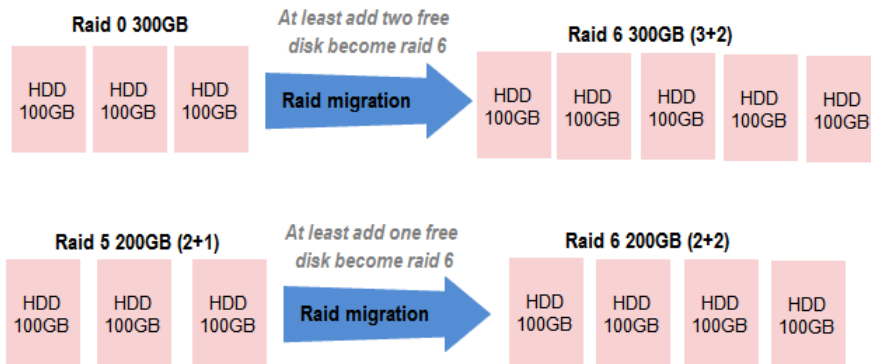 Raid 0 300GB
At least add two free
disk become raid 6
Raid 6 300GB (3+2)
HDD
100GB
HDD
100GB
HDD
100GB
Raid migration
HDD
100GB
HDD
100GB
HDD
100GB
HDD
100GB
HDD
100GB
Raid 5 200GB (2+1)
At least add one free
disk become raid 6
Raid 6 200GB (2+2)
HDD
100GB
HDD
100GB
HDD
100GB
Raid migration
HDD
100GB
HDD
100GB
HDD
100GB
HDD
100GB